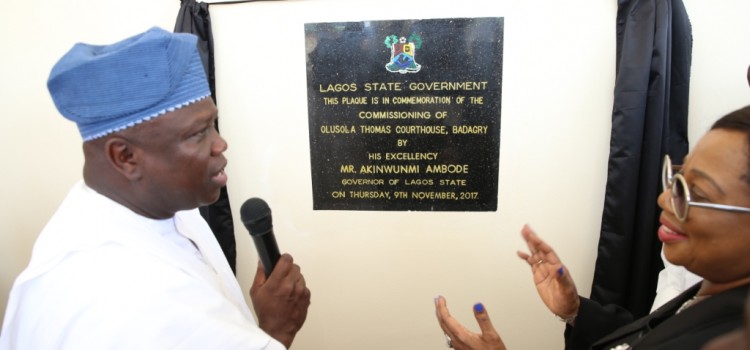 LAGOS STATE GOVERNMENT
THIS PLAQUE IS IN COMMEMORATION OF THE
COMMISSIONING OF
OLUSOLA THOMAS COURTHOUSE, BADAGRY
BY
HIS EXCELLENCY
MR. AKINWUNMI AMBODE
GOVERNOR OF LAGOS STATE
ON THURSDAY, 9TH NOVEMBER, 2017.